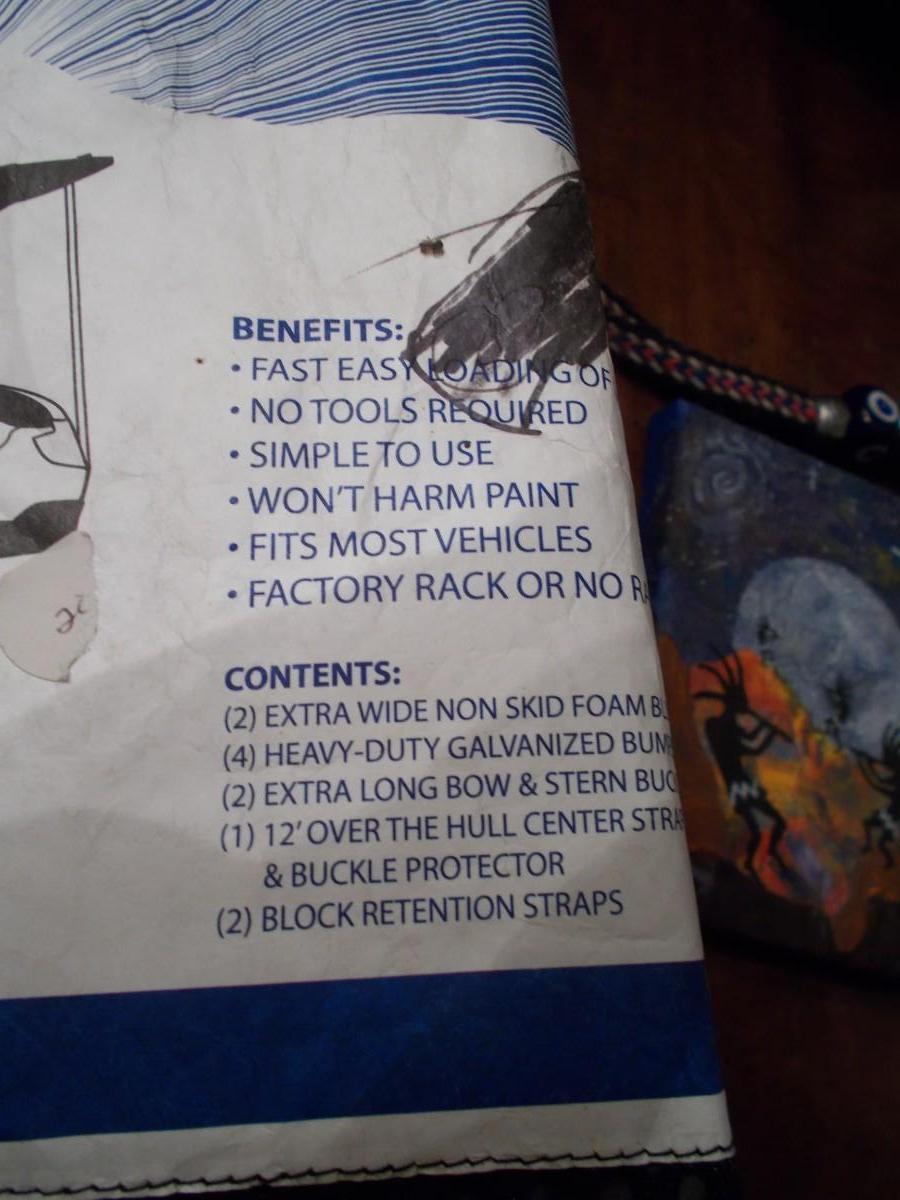 BENEFITS:
• FAST EASY LOADING OF
• NO TOOLS REQUIRED
• SIMPLE TO USE
• WON'T HARM PAINT
• FITS MOST VEHICLES
• FACTORY RACK OR NO
CONTENTS:
(2) EXTRA WIDE NON SKID FOAM
(4) HEAVY-DUTY GALVANIZED
(2) EXTRA LONG BOW & STERN
(1) 12' OVER THE HULL CENTER
& BUCKLE PROTECTOR
(2) BLOCK RETENTION STRAPS